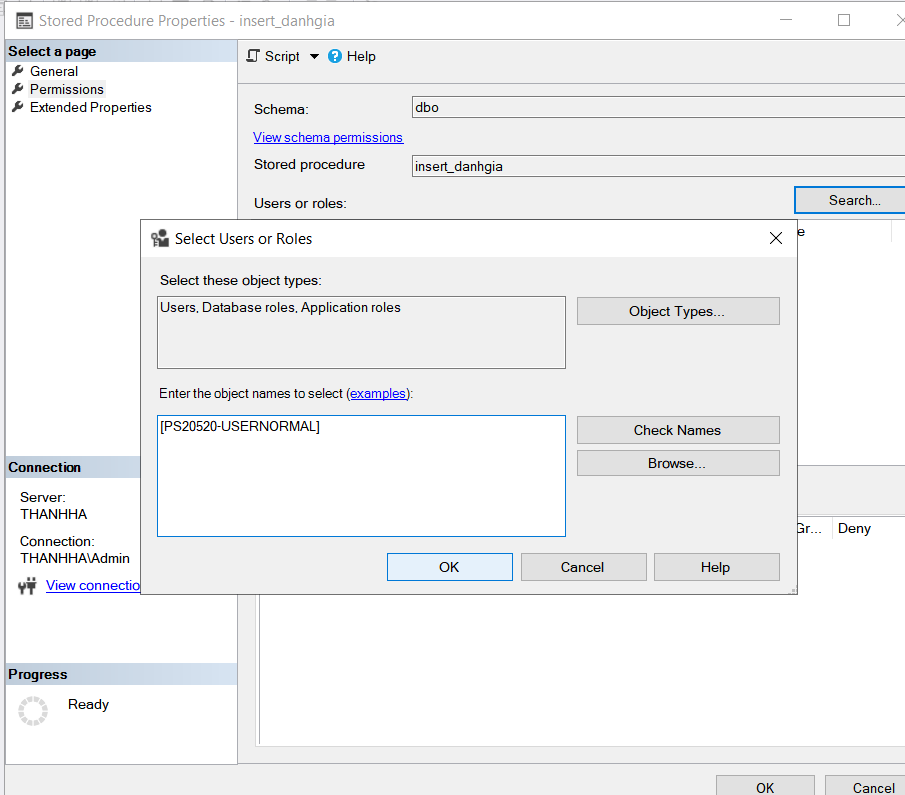 Stored Procedure Properties - insert_danhgia
Select a page
General
Permissions
Extended Properties
Script
Help
Schema:
dbo
View schema permissions
Stored procedure
insert_danhgia
Users or roles:
Search...
e
Select Users or Roles
Select these object types:
Users, Database roles, Application roles
Object Types...
Enter the object names to select (examples):
[PS20520-USERNORMAL]
Check Names
Browse...
OK
Cancel
Help
Connection
Server:
THANHHA
Connection:
THANHHA\Admin
View connectio
Gr...
Deny
Progress
Ready
OK
Cancel